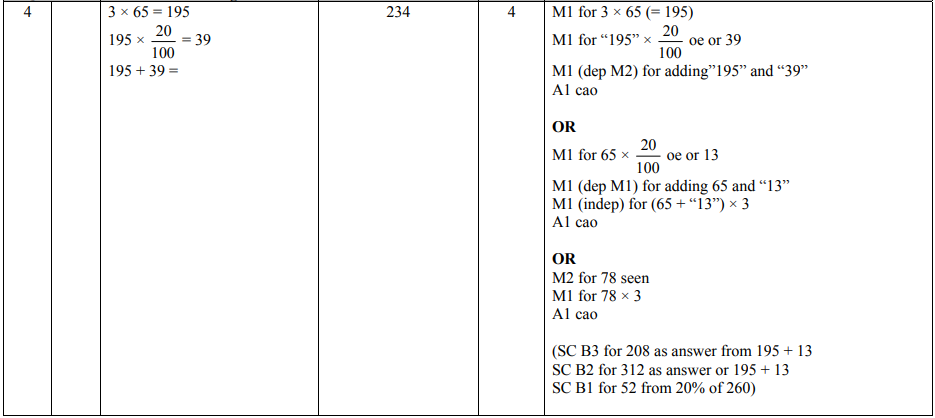 4 3 × 65 = 195 234 4 M1 for 3 × 65 (= 195)
195 × 20/100 = 39 M1 for “195” × 20/100 oe or 39
195 + 39 = M1 (dep M2) for adding”195” and “39”
A1 cao
OR
M1 for 65 × 20/100 oe or 13
M1 (dep M1) for adding 65 and “13”
M1 (indep) for (65 + “13”) × 3
A1 cao
OR
M2 for 78 seen
M1 for 78 × 3
A1 cao
(SC B3 for 208 as answer from 195 + 13
SC B2 for 312 as answer or 195 + 13
SC B1 for 52 from 20% of 260)